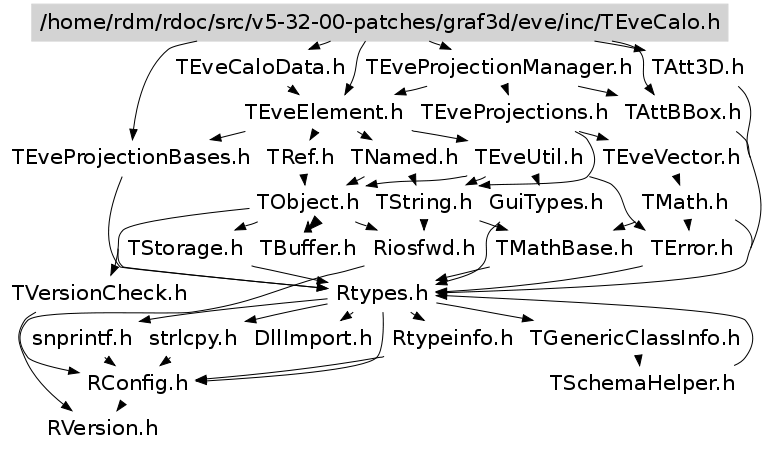 /home/rdm/rdoc/src/v5-32-00-patches/graf3d/eve/inc/TEveCalo.h
TEveCaloData.h TEveProjectionManager.h TAtt3D.h
TEveElement.h TEveProjections.h TAttBBox.h
TEveProjectionBases.h TRef.h TNamed.h TEveUtil.h TEveVector.h
TObject.h TString.h GuiTypes.h TMath.h
TStorage.h TBuffer.h Riosfwd.h TMathBase.h TError.h
TVersionCheck.h Rtypes.h
snprintf.h strlcpy.h DllImport.h Rtypeinfo.h TGenericClassInfo.h
RConfig.h TSchemaHelper.h
RVersion.h